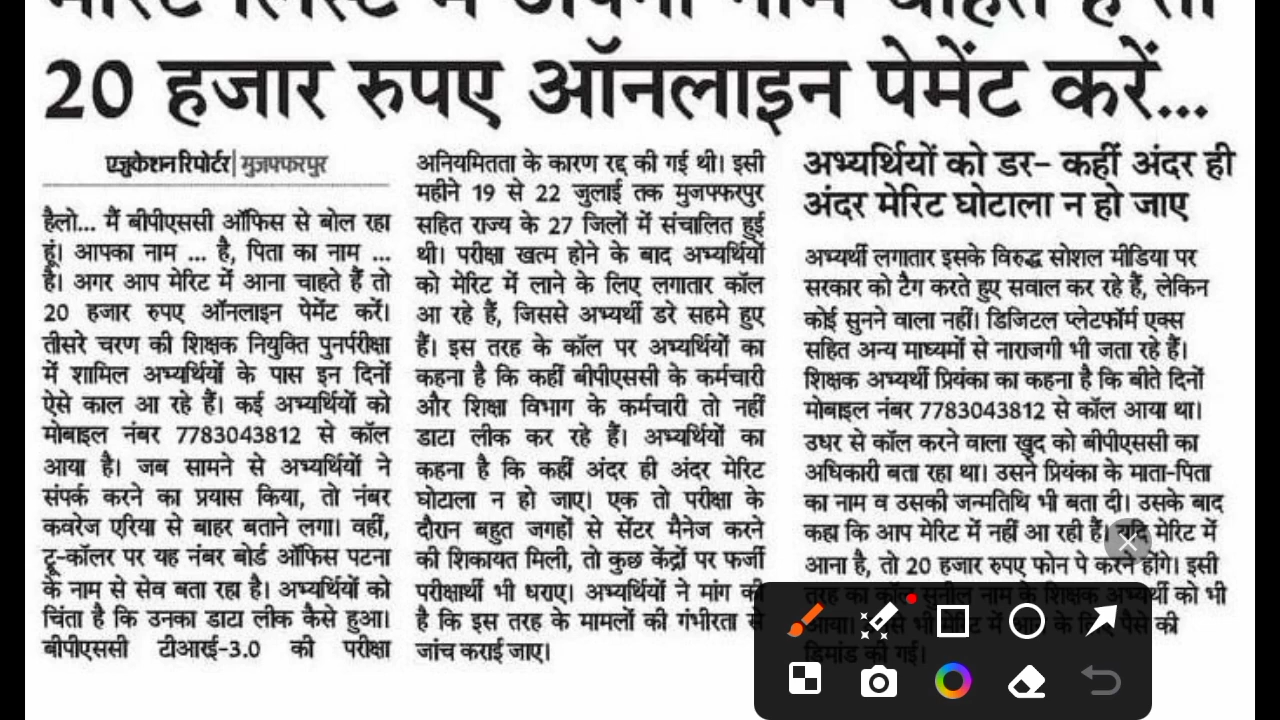 मेरिट लिस्ट में अपना नाम चाहते हैं तो
20 हजार रुपए ऑनलाइन पेमेंट करें...
एजुकेशन रिपोर्टर| मुजफ्फरपुर
हैलो... मैं बीपीएससी ऑफिस से बोल रहा
हूं। आपका नाम ... है, पिता का नाम ...
है। अगर आप मेरिट में आना चाहते हैं तो
20 हजार रुपए ऑनलाइन पेमेंट करें।
तीसरे चरण की शिक्षक नियुक्ति पुनर्परीक्षा
में शामिल अभ्यर्थियों के पास इन दिनों
ऐसे काल आ रहे हैं। कई अभ्यर्थियों को
मोबाइल नंबर 7783043812 से कॉल
आया है। जब सामने से अभ्यर्थियों ने
संपर्क करने का प्रयास किया, तो नंबर
कवरेज एरिया से बाहर बताने लगा। वहीं,
ट्रू-कॉलर पर यह नंबर बोर्ड ऑफिस पटना
के नाम से सेव बता रहा है। अभ्यर्थियों को
चिंता है कि उनका डाटा लीक कैसे हुआ।
बीपीएससी टीआरई-3.0 की परीक्षा
अनियमितता के कारण रद्द की गई थी। इसी
महीने 19 से 22 जुलाई तक मुजफ्फरपुर
सहित राज्य के 27 जिलों में संचालित हुई
थी। परीक्षा खत्म होने के बाद अभ्यर्थियों
को मेरिट में लाने के लिए लगातार कॉल
आ रहे हैं, जिससे अभ्यर्थी डरे सहमे हुए
हैं। इस तरह के कॉल पर अभ्यर्थियों का
कहना है कि कहीं बीपीएससी के कर्मचारी
और शिक्षा विभाग के कर्मचारी तो नहीं
डाटा लीक कर रहे हैं। अभ्यर्थियों का
कहना है कि कहीं अंदर ही अंदर मेरिट
घोटाला न हो जाए। एक तो परीक्षा के
दौरान बहुत जगहों से सेंटर मैनेज करने
की शिकायत मिली, तो कुछ केंद्रों पर फर्जी
परीक्षार्थी भी धराए। अभ्यर्थियों ने मांग की
है कि इस तरह के मामलों की गंभीरता से
जांच कराई जाए।
अभ्यर्थियों को डर– कहीं अंदर ही
अंदर मेरिट घोटाला न हो जाए
अभ्यर्थी लगातार इसके विरुद्ध सोशल मीडिया पर
सरकार को टैग करते हुए सवाल कर रहे हैं, लेकिन
कोई सुनने वाला नहीं। डिजिटल प्लेटफॉर्म एक्स
सहित अन्य माध्यमों से नाराजगी भी जता रहे हैं।
शिक्षक अभ्यर्थी प्रियंका का कहना है कि बीते दिनों
मोबाइल नंबर 7783043812 से कॉल आया था।
उधर से कॉल करने वाला खुद को बीपीएससी का
अधिकारी बता रहा था। उसने प्रियंका के माता-पिता
का नाम व उसकी जन्मतिथि भी बता दी। उसके बाद
कहा कि आप मेरिट में नहीं आ रही हैं। यदि मेरिट में
आना है, तो 20 हजार रुपए फोन पे करने होंगे। इसी
तरह का कॉल सुनील नाम के शिक्षक अभ्यर्थी को भी
आया। भी मेरिट में के पैसे की
डिमांड की गई।